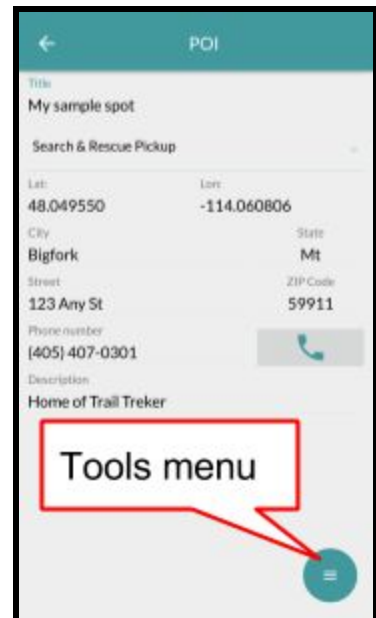 POI
Title
My sample spot
Search & Rescue Pickup
Lat: Lon:
48.049550 -114.060806
City State
Bigfork Mt
Street ZIP Code
123 Any St 59911
Phone number
(405) 407-0301
Description
Home of Trail Treker
Tools menu